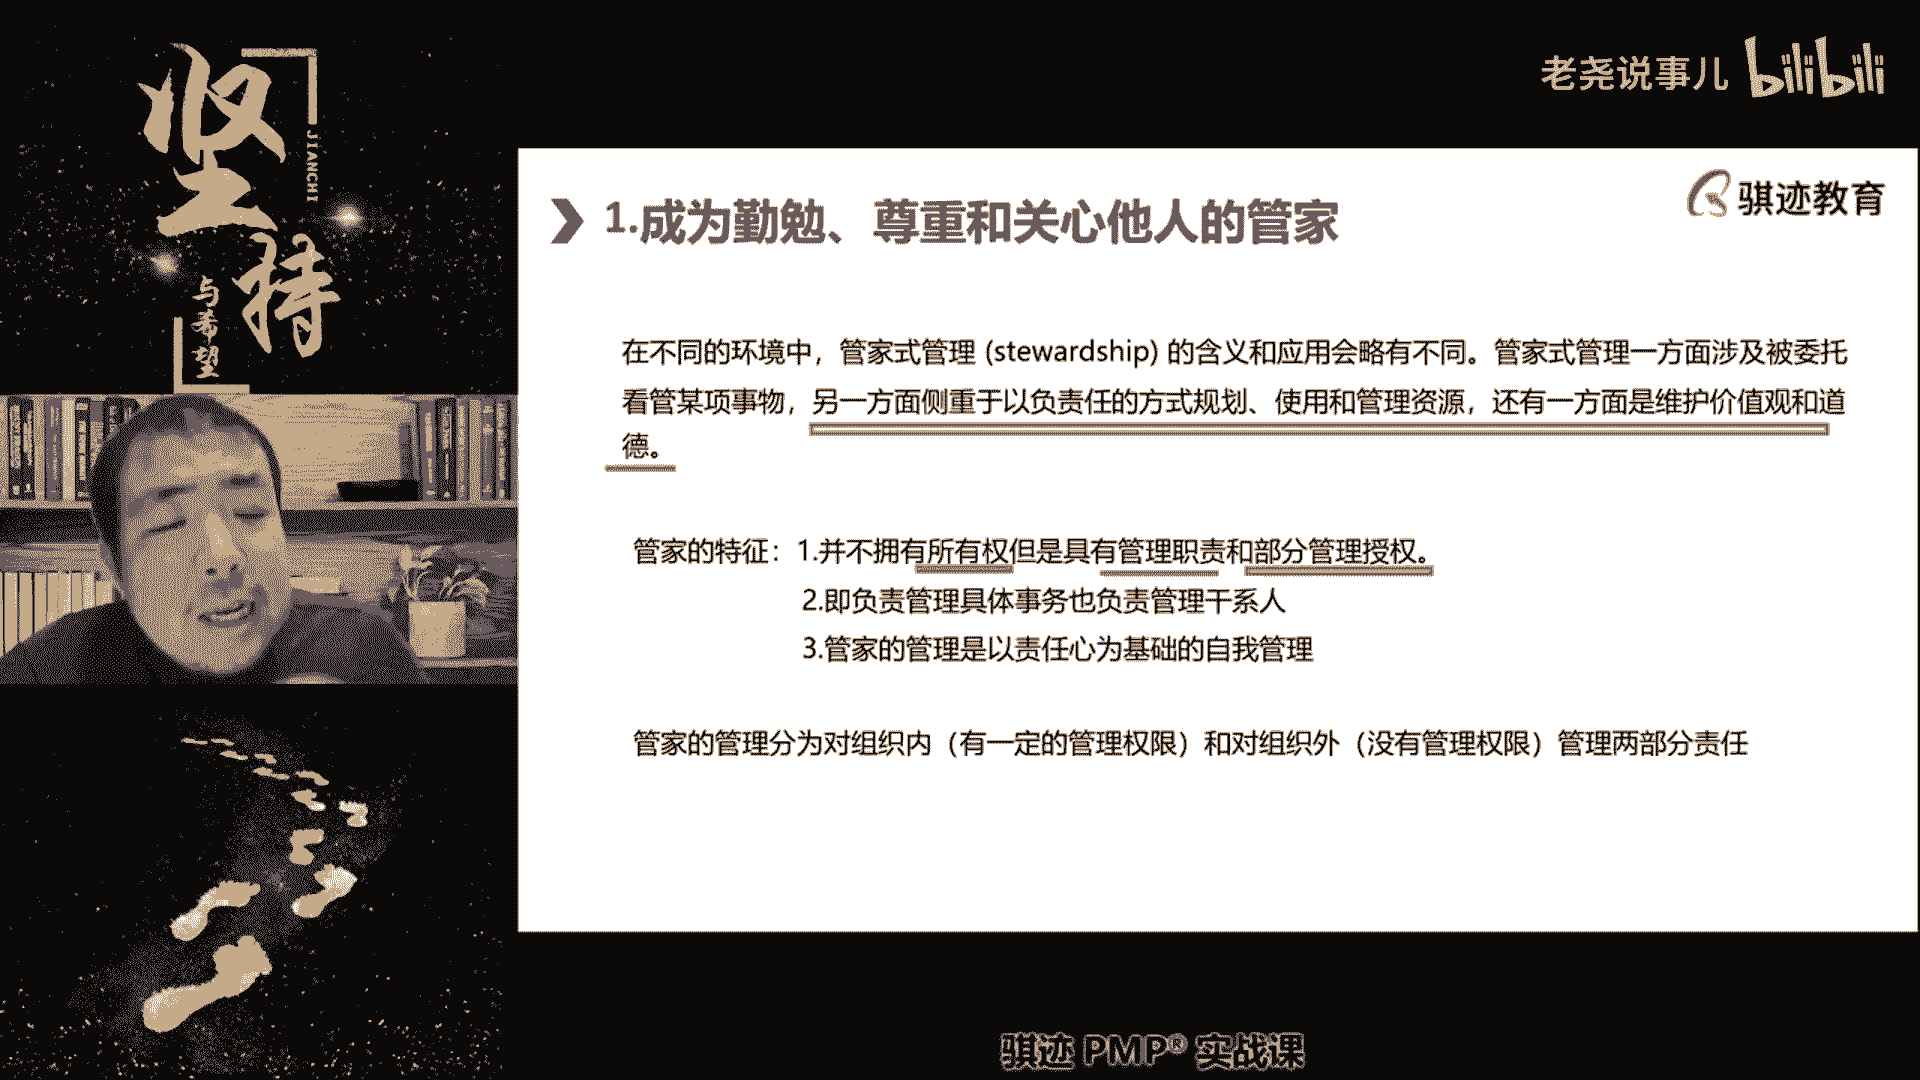 坚持
JIANCHI
与希望
老尧说事儿 bilibili
骐迹教育
1.成为勤勉、尊重和关心他人的管家
在不同的环境中，管家式管理 (stewardship) 的含义和应用会略有不同。管家式管理一方面涉及被委托
看管某项事物，另一方面侧重于以负责任的方式规划、使用和管理资源，还有一方面是维护价值观和道
德。
管家的特征：1.并不拥有所有权但是具有管理职责和部分管理授权。
2.即负责管理具体事务也负责管理干系人
3.管家的管理是以责任心为基础的自我管理
管家的管理分为对组织内（有一定的管理权限）和对组织外（没有管理权限）管理两部分责任
骐迹 PMP® 实战课